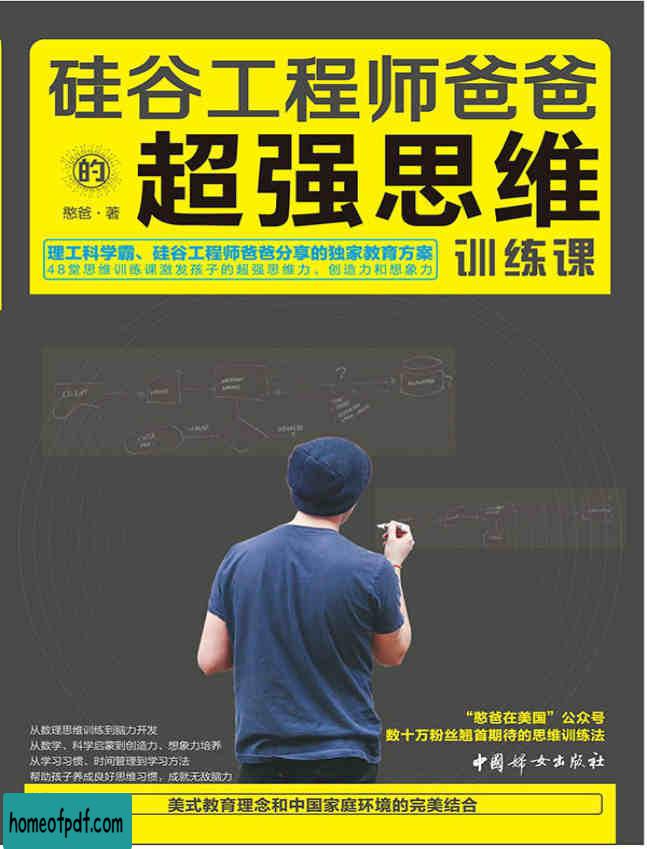 硅谷工程师爸爸
的
超强思维
憨爸·著
训练课
理工科学霸、硅谷工程师爸爸分享的独家教育方案
48堂思维训练课激发孩子的超强思维力、创造力和想象力
?
“憨爸在美国”公众号
数十万粉丝翘首期待的思维训练法
中国妇女出版社
从数理思维训练到脑力开发
从数学、科学启蒙到创造力、想象力培养
从学习习惯、时间管理到学习方法
帮助孩子养成良好思维习惯，成就无敌脑力
美式教育理念和中国家庭环境的完美结合
homeofpdf.com